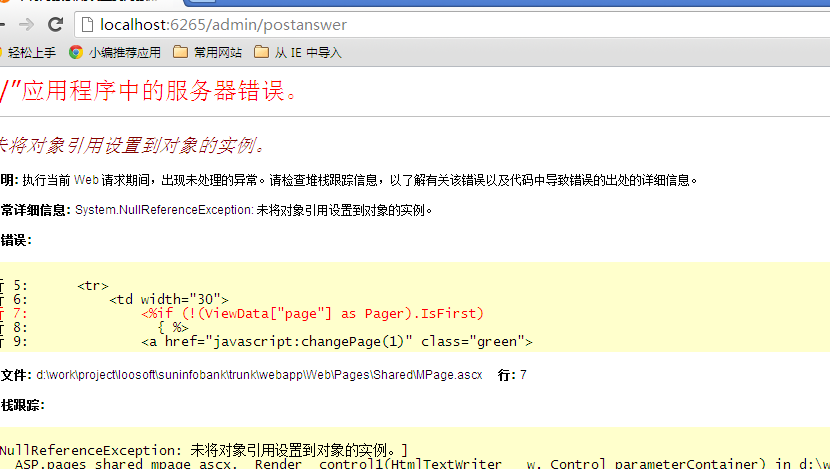 localhost:6265/admin/postanswer
轻松上手 小编推荐应用 常用网站 从 IE 中导入
/"应用程序中的服务器错误。
未将对象引用设置到对象的实例。
明: 执行当前 Web 请求期间，出现未处理的异常。请检查堆栈跟踪信息，以了解有关该错误以及代码中导致错误的出处的详细信息。
常详细信息: System.NullReferenceException: 未将对象引用设置到对象的实例。
错误:
行 5: <tr>
行 6: <td width="30">
行 7: <%if (!(ViewData["page"] as Pager).IsFirst)
行 8: { %>
行 9: <a href="javascript:changePage(1)" class="green">
文件: d:\work\project\loosoft\suninfobank\trunk\webapp\Web\Pages\Shared\MPage.ascx 行: 7
栈跟踪:
NullReferenceException: 未将对象引用设置到对象的实例。]
ASP.pages_shared_mpage_ascx.__Render__control1(HtmlTextWriter __w, Control parameterContainer) in d:\w